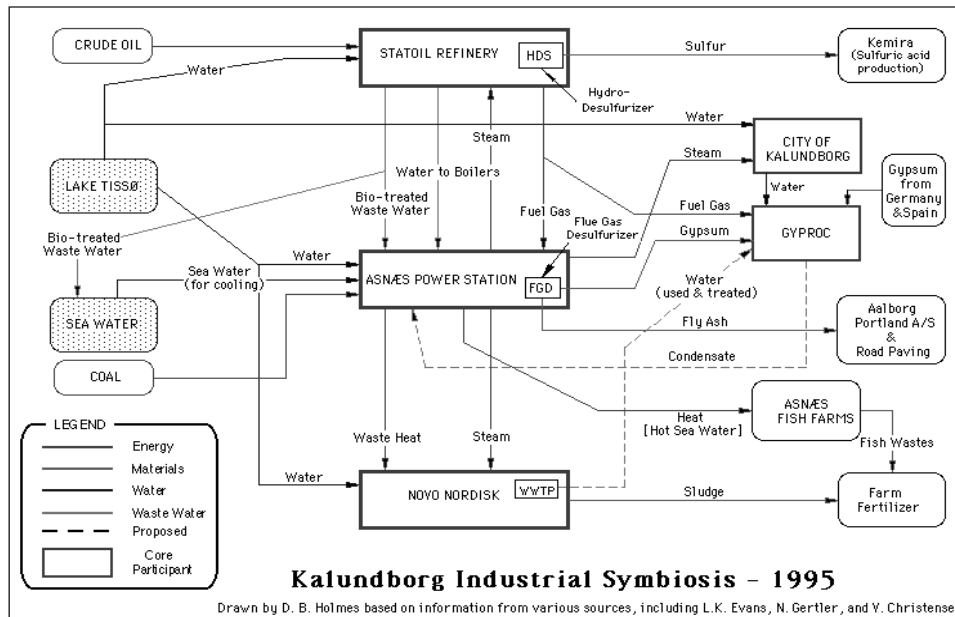 CRUDE OIL
STATOIL REFINERY
HDS
Sulfur
Kemira
(Sulfuric acid
production)
Water
Hydro-
Desulfurizer
Steam
Water
CITY OF
KALUNDBORG
Steam
LAKE TISSØ
Water to Boilers
Bio-treated
Waste Water
Water
Gypsum
from
Germany
&Spain
Fuel Gas
Fuel Gas
Flue Gas
Desulfurizer
Gypsum
GYPROC
Bio-treated
Waste Water
Sea Water
(for cooling)
Water
ASNÆS POWER STATION
FGD
Water
(used & treated)
SEA WATER
Fly Ash
Aalborg
Portland A/S
&
Road Paving
COAL
Condensate
Heat
[Hot Sea Water]
ASNÆS
FISH FARMS
LEGEND
Energy
Materials
Water
Waste Water
Proposed
Core
Participant
Waste Heat
Steam
Fish Wastes
Water
NOVO NORDISK
WWTP
Sludge
Farm
Fertilizer
Kalundborg Industrial Symbiosis - 1995
Drawn by D. B. Holmes based on information from various sources, including L.K. Evans, N. Gertler, and V. Christense